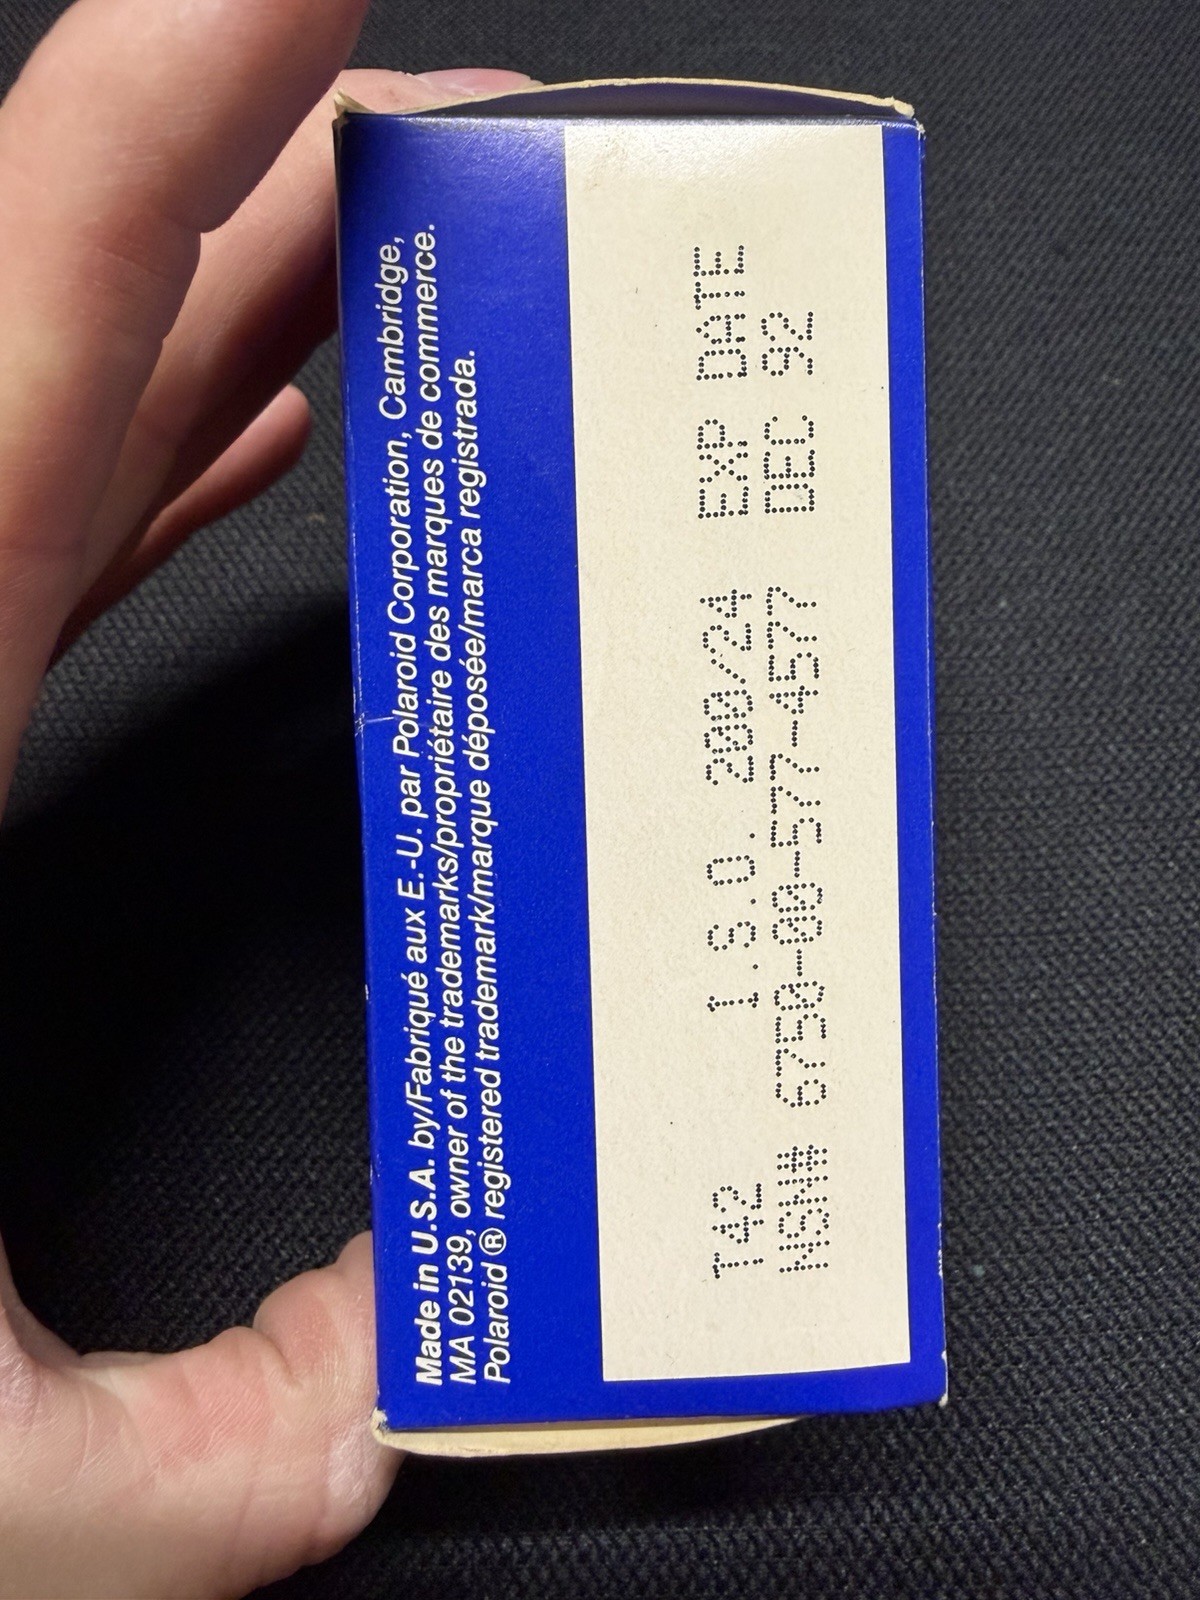 Made in U.S.A. by/Fabriqué aux E.-U. par Polaroid Corporation, Cambridge,
MA 02139, owner of the trademarks/propriétaire des marques de commerce.
Polaroid ® registered trademark/marque déposée/marca registrada.
T42 I.S.O. 200/24 EXP DATE
NSN# 6750-00-577-4577 DEC 92